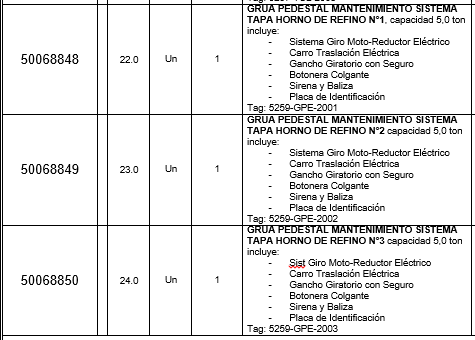 GRUA PEDESTAL MANTENIMIENTO SISTEMA
50068848 22.0 Un 1 TAPA HORNO DE REFINO N°1, capacidad 5,0 ton
incluye:
- Sistema Giro Moto-Reductor Eléctrico
- Carro Traslación Eléctrica
- Gancho Giratorio con Seguro
- Botonera Colgante
- Sirena y Baliza
- Placa de Identificación
Tag: 5259-GPE-2001
50068849 23.0 Un 1 GRUA PEDESTAL MANTENIMIENTO SISTEMA
TAPA HORNO DE REFINO N°2 capacidad 5,0 ton
incluye:
- Sistema Giro Moto-Reductor Eléctrico
- Carro Traslación Eléctrica
- Gancho Giratorio con Seguro
- Botonera Colgante
- Sirena y Baliza
- Placa de Identificación
Tag: 5259-GPE-2002
50068850 24.0 Un 1 GRUA PEDESTAL MANTENIMIENTO SISTEMA
TAPA HORNO DE REFINO N°3 capacidad 5,0 ton
incluye:
- Sist Giro Moto-Reductor Eléctrico
- Carro Traslación Eléctrica
- Gancho Giratorio con Seguro
- Botonera Colgante
- Sirena y Baliza
- Placa de Identificación
Tag: 5259-GPE-2003